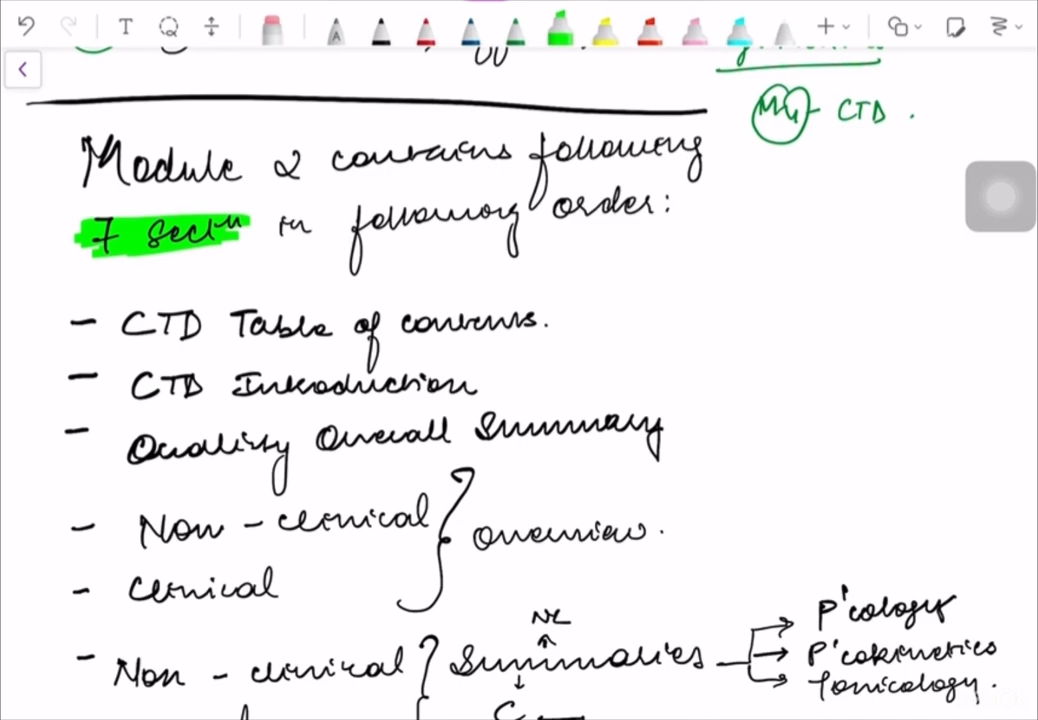 M4 - CTD.
Module 2 contains following
7 Sectn in following order:
- CTD Table of contents.
- CTD Introduction
- Quality Overall Summary
- Non-clinical } overview.
- Clinical
NC
- Non-clinical } Summaries
P'cology
P'cokinetics
Toxicology.
C